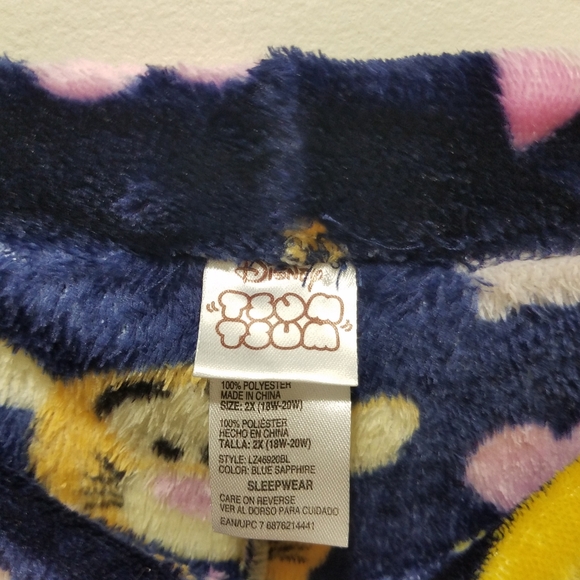 Disney
TSUM
TSUM
100% POLYESTER
MADE IN CHINA
SIZE: 2X (18W-20W)
100% POLIÉSTER
HECHO EN CHINA
TALLA: 2X (18W-20W)
STYLE: LZ46920BL
COLOR: BLUE SAPPHIRE
SLEEPWEAR
CARE ON REVERSE
VER AL DORSO PARA CUIDADO
EAN/UPC 7 6876214441